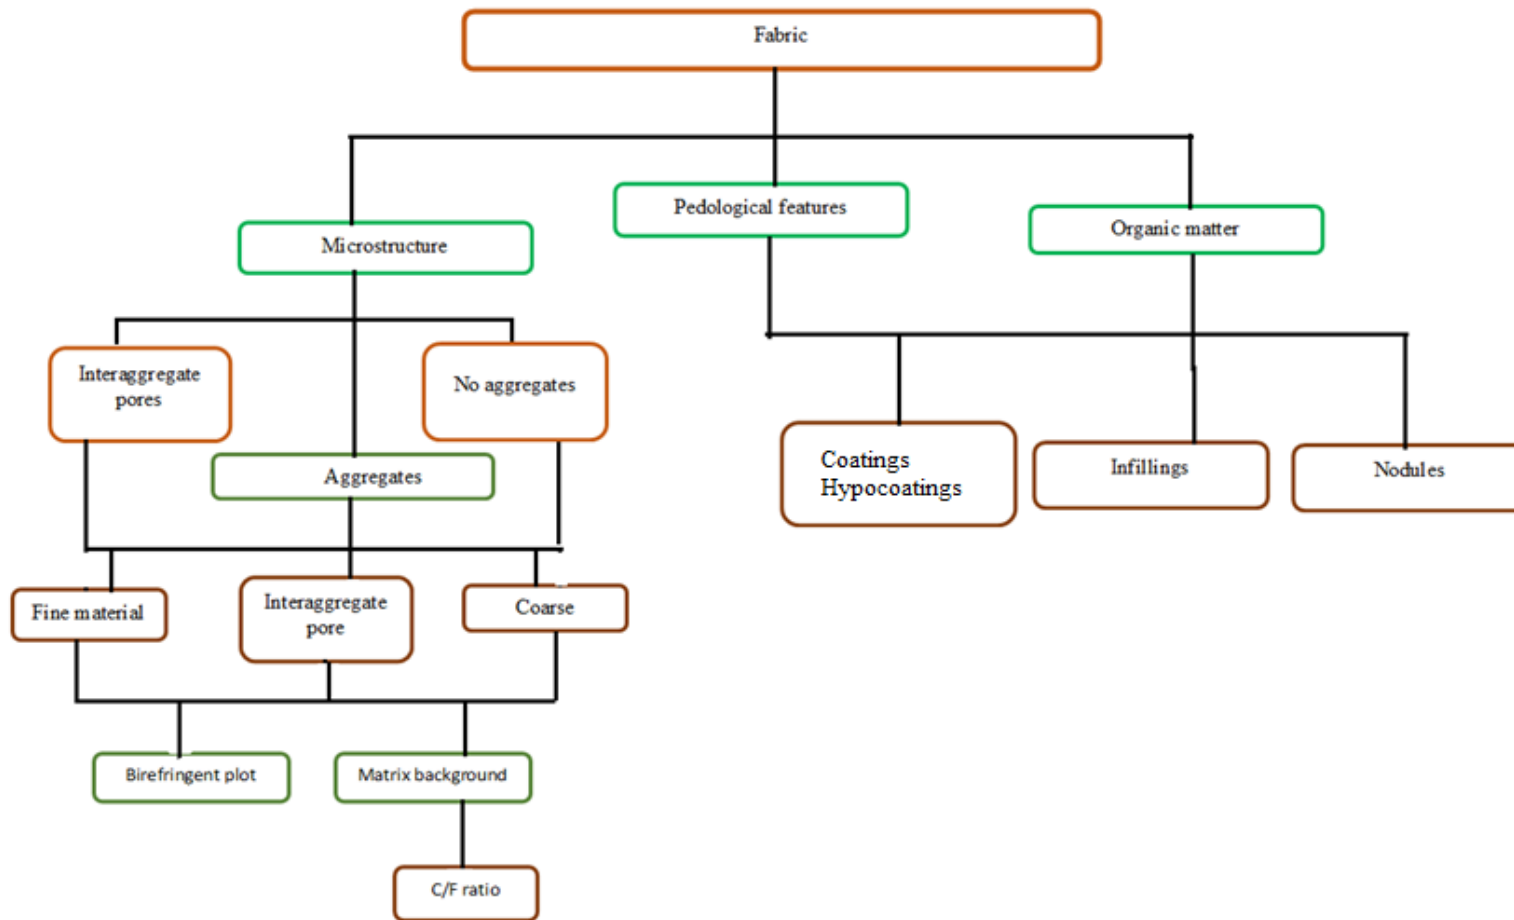 Fabric
Pedological features
Organic matter
Microstructure
Interaggregate
pores
No aggregates
Aggregates
Coatings
Hypocoatings
Infillings
Nodules
Fine material
Interaggregate
pore
Coarse
Birefringent plot
Matrix background
C/F ratio